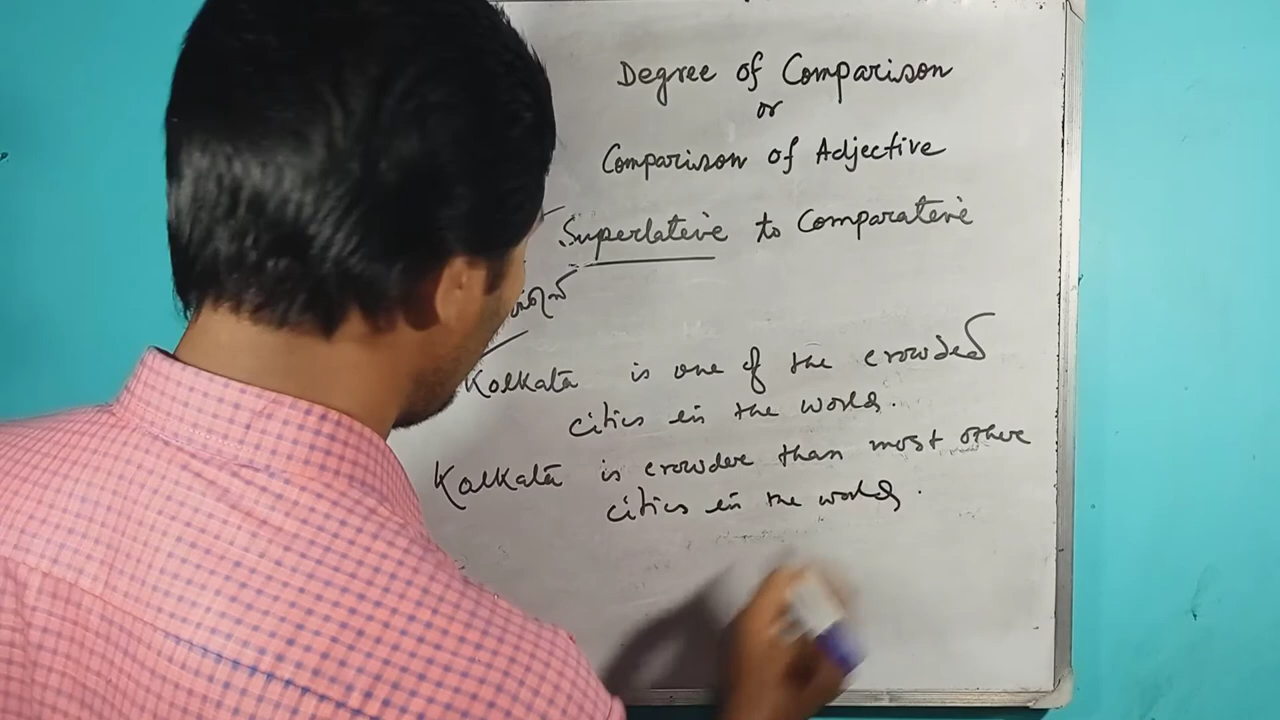 Degree of Comparison
or
Comparison of Adjective
Superlative to Comparative
Kolkata is one of the crowded
cities in the world.
Kolkata is crowder than most other
cities in the world.